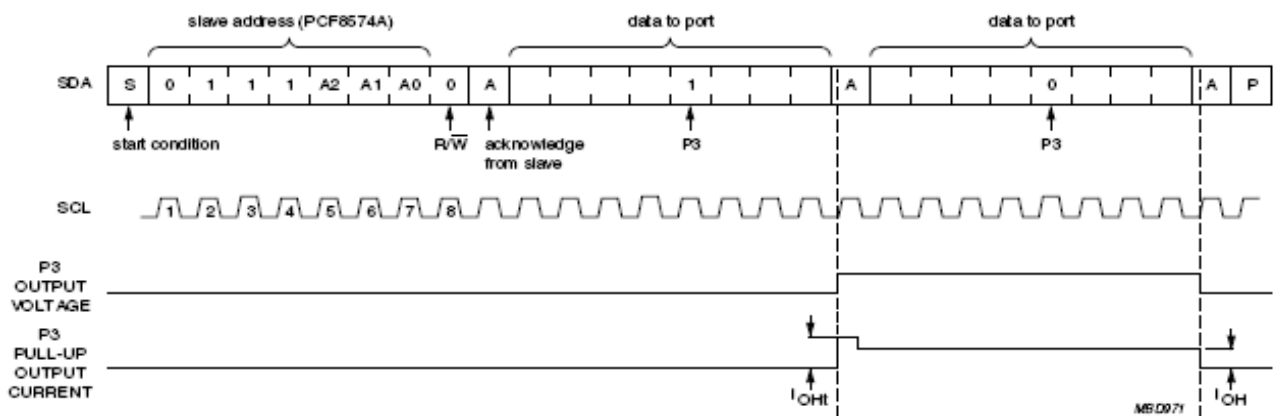 slave address (PCF8574A) data to port data to port
SDA S 0 1 1 1 A2 A1 A0 0 A 1 A 0 A P
start condition R/W̅ acknowledge from slave P3 P3
SCL 1 2 3 4 5 6 7 8
P3
OUTPUT
VOLTAGE
P3
PULL-UP
OUTPUT
CURRENT
IOHt IOH
MBD971